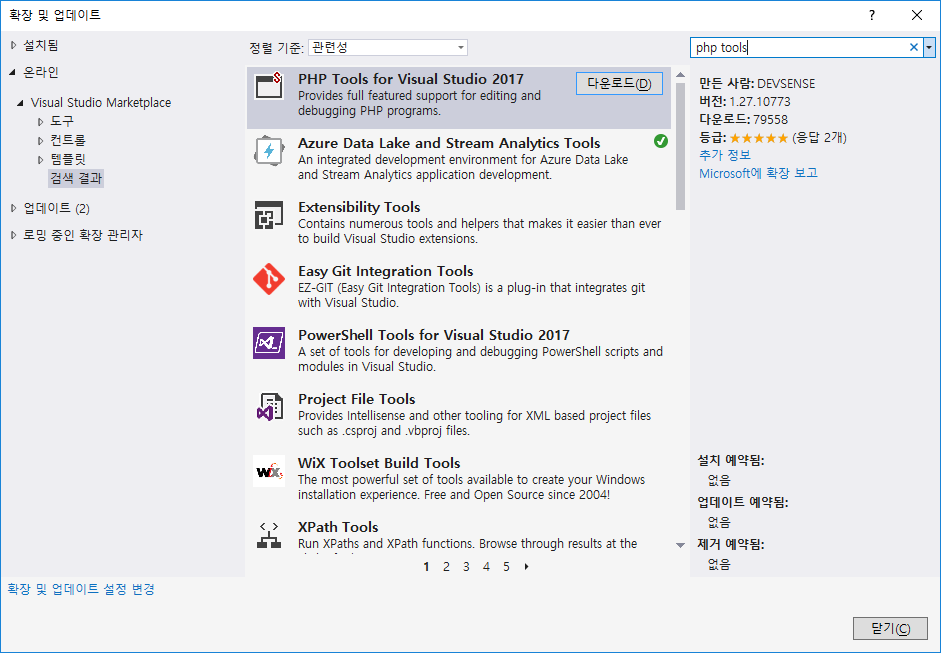 확장 및 업데이트
?
설치됨
온라인
Visual Studio Marketplace
도구
컨트롤
템플릿
검색 결과
업데이트 (2)
로밍 중인 확장 관리자
정렬 기준: 관련성
PHP Tools for Visual Studio 2017
Provides full featured support for editing and
debugging PHP programs.
다운로드(D)
Azure Data Lake and Stream Analytics Tools
An integrated development environment for Azure Data Lake
and Stream Analytics application development.
Extensibility Tools
Contains numerous tools and helpers that makes it easier than ever
to build Visual Studio extensions.
Easy Git Integration Tools
EZ-GIT (Easy Git Integration Tools) is a plug-in that integrates git
with Visual Studio.
PowerShell Tools for Visual Studio 2017
A set of tools for developing and debugging PowerShell scripts and
modules in Visual Studio.
Project File Tools
Provides Intellisense and other tooling for XML based project files
such as .csproj and .vbproj files.
WiX
WiX Toolset Build Tools
The most powerful set of tools available to create your Windows
installation experience. Free and Open Source since 2004!
XPath Tools
Run XPaths and XPath functions. Browse through results at the
1 2 3 4 5
php tools
만든 사람: DEVSENSE
버전: 1.27.10773
다운로드: 79558
등급: ★★★★★ (응답 2개)
추가 정보
Microsoft에 확장 보고
설치 예약됨:
없음
업데이트 예약됨:
없음
제거 예약됨:
없음
확장 및 업데이트 설정 변경
닫기(C)